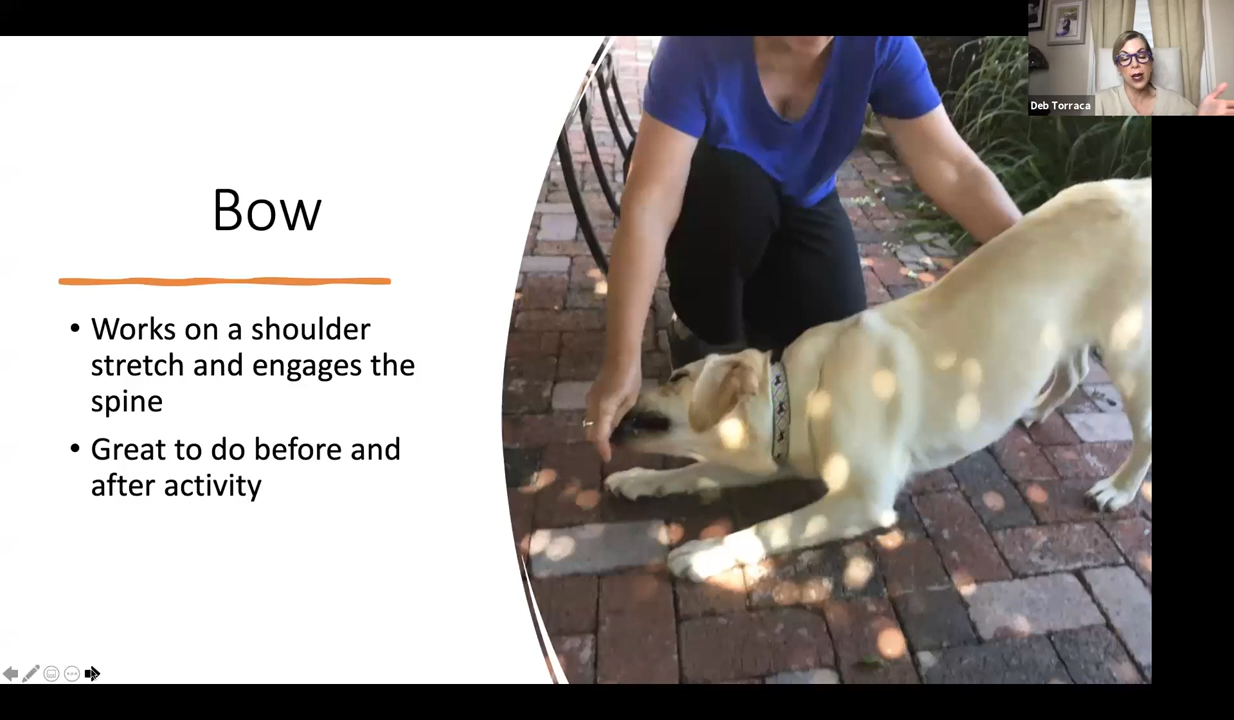 Deb Torraca
Bow
• Works on a shoulder
stretch and engages the
spine
• Great to do before and
after activity